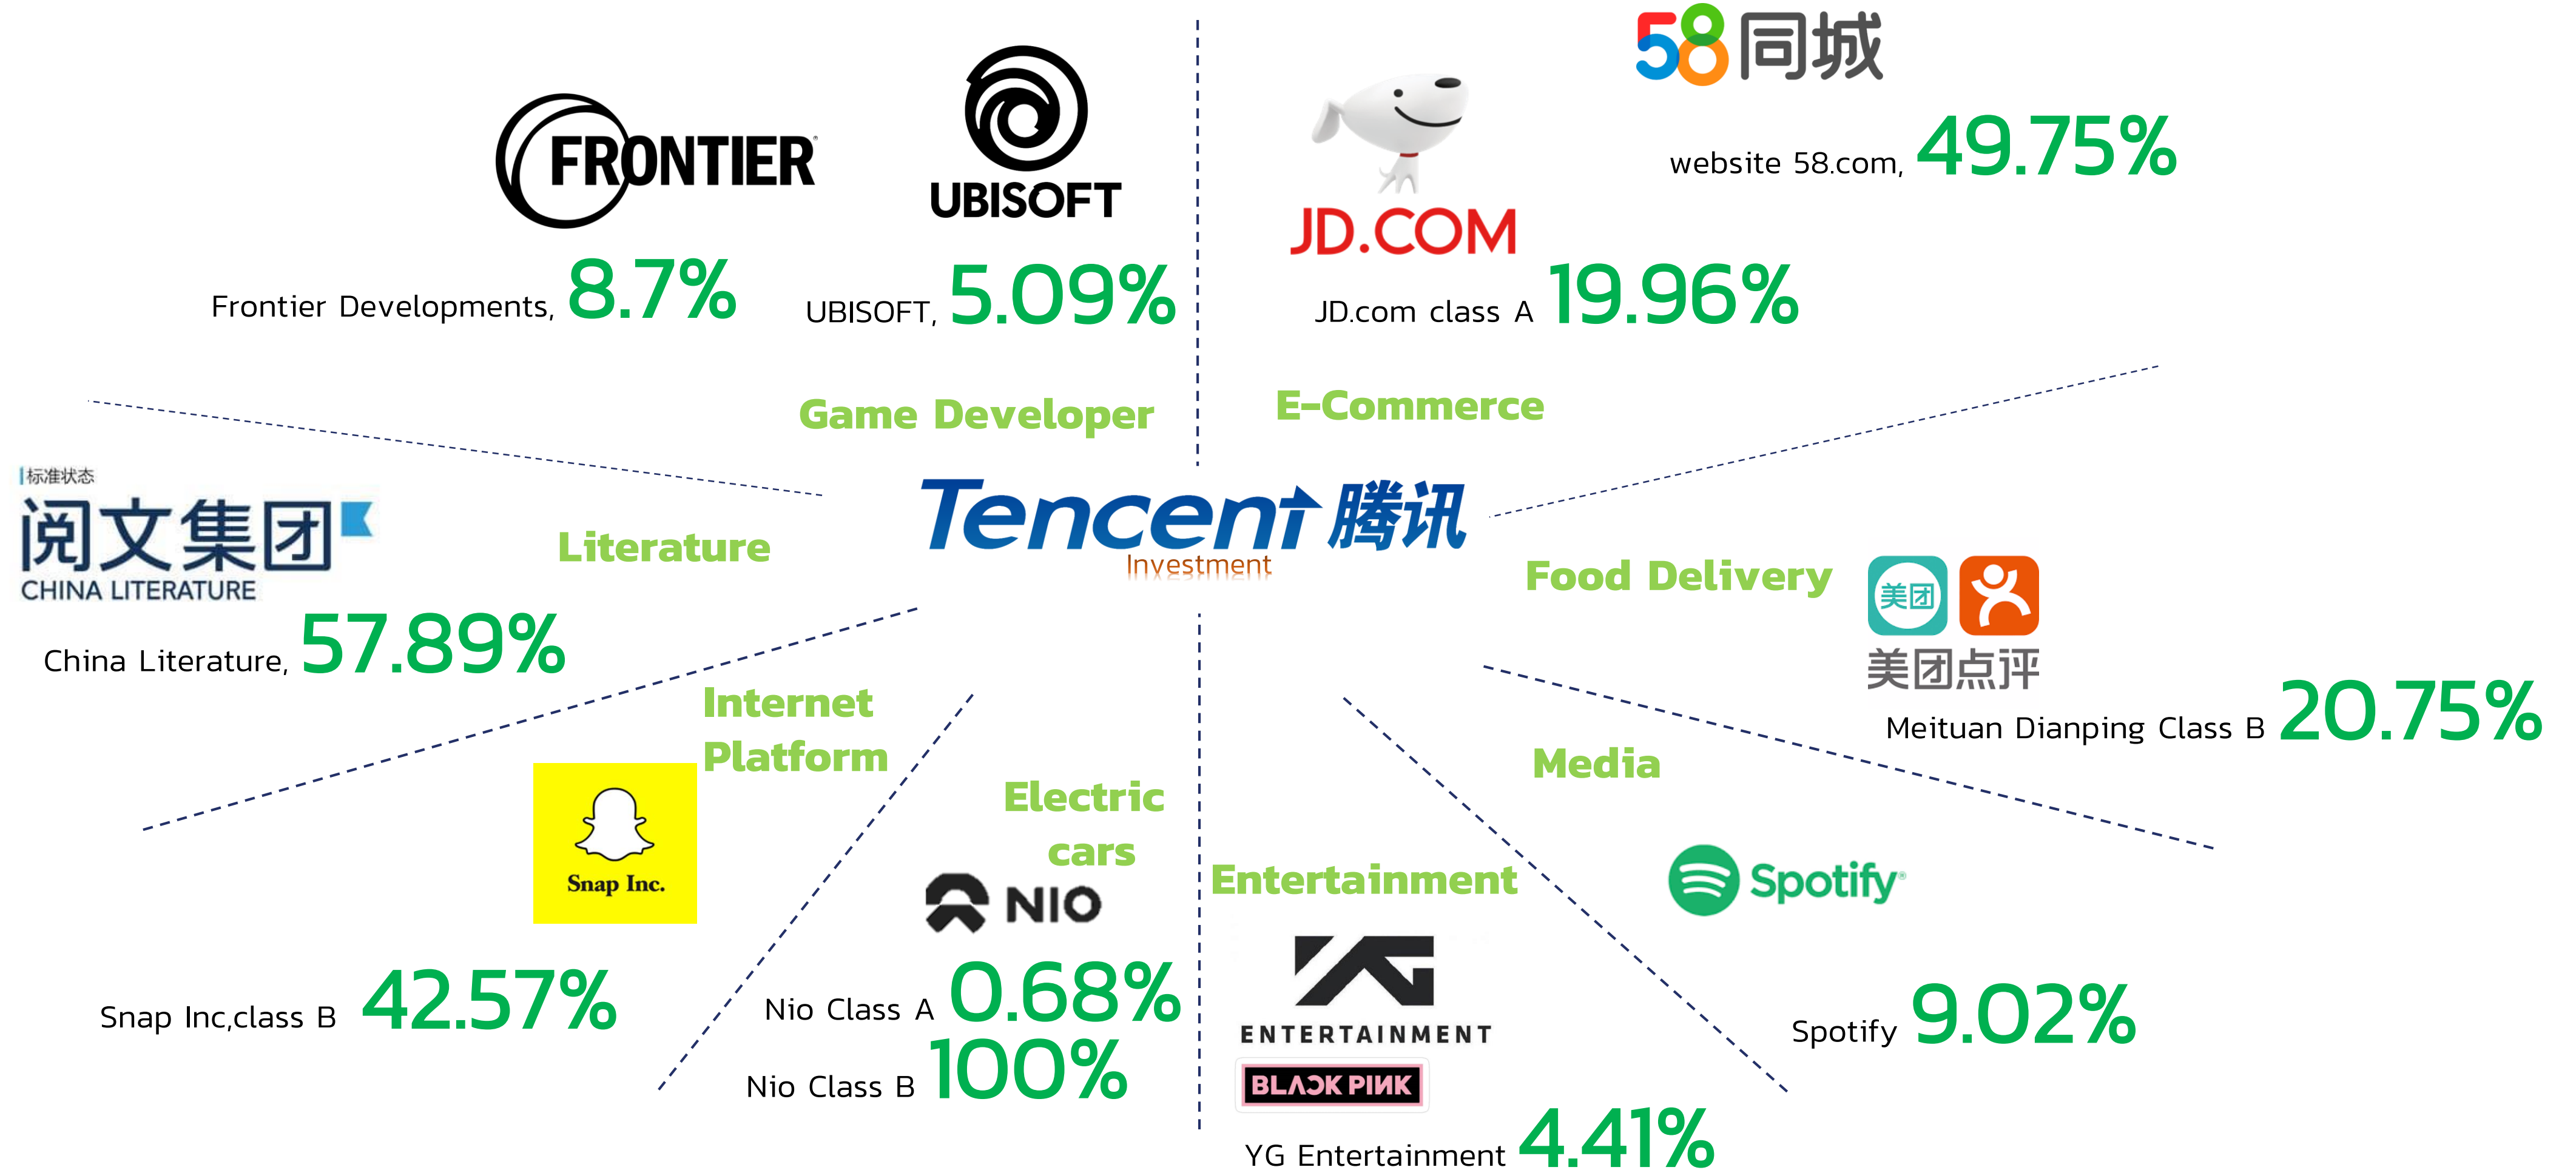 58同城
FRONTIER
UBISOFT
JD.COM
website 58.com, 49.75%
Frontier Developments, 8.7%
UBISOFT, 5.09%
JD.com class A 19.96%
Game Developer
E-Commerce
标准状态
阅文集团
CHINA LITERATURE
China Literature, 57.89%
Literature
Tencent 腾讯
Investment
Food Delivery
美团
美团点评
Meituan Dianping Class B 20.75%
Internet
Platform
Snap Inc.
Snap Inc,class B 42.57%
Electric
cars
NIO
Nio Class A 0.68%
Nio Class B 100%
Entertainment
YG
ENTERTAINMENT
BLACKPINK
YG Entertainment 4.41%
Media
Spotify
Spotify 9.02%